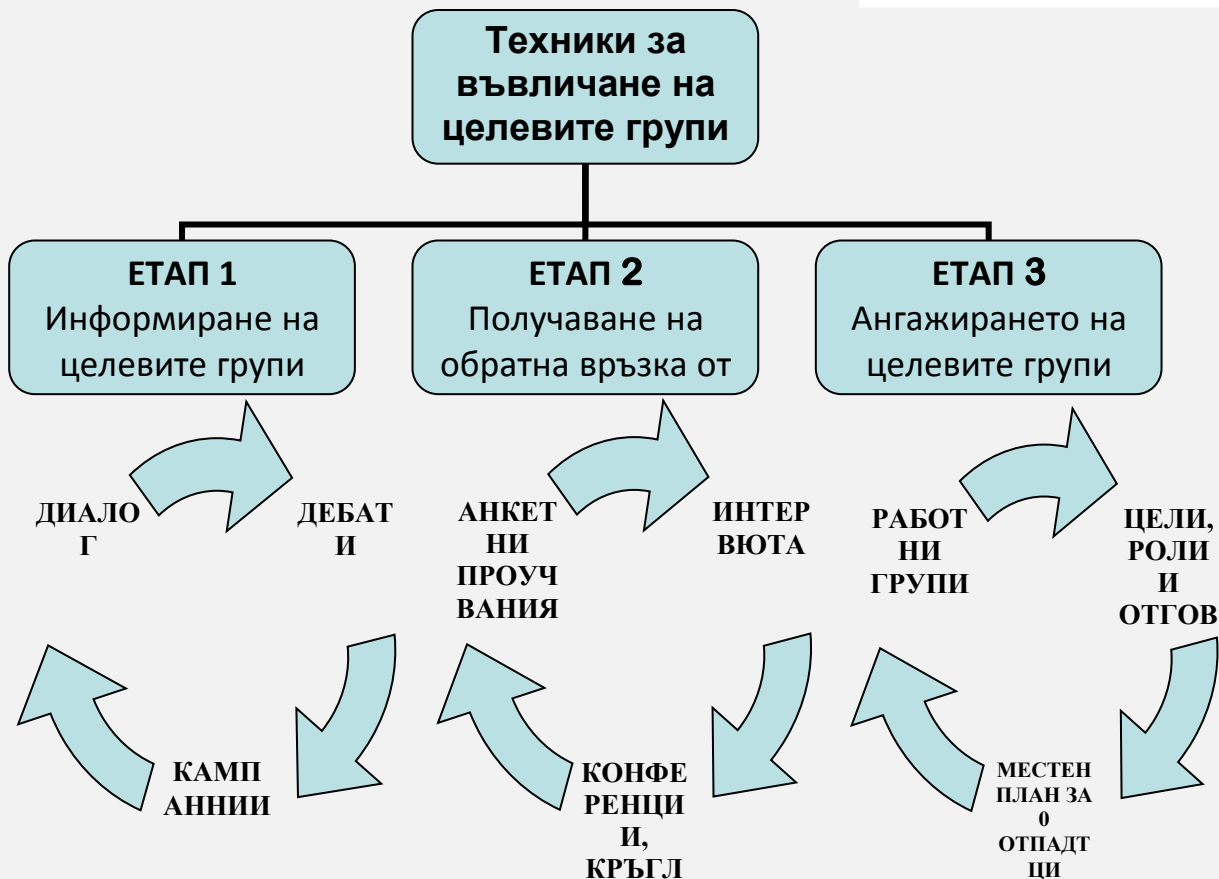 Техники за
въвличане на
целевите групи
ЕТАП 1
Информиране на
целевите групи
ЕТАП 2
Получаване на
обратна връзка от
ЕТАП 3
Ангажирането на
целевите групи
ДИАЛО
Г
ДЕБАТ
И
КАМП
АННИИ
АНКЕТ
НИ
ПРОУЧ
ВАНИЯ
ИНТЕР
ВЮТА
КОНФЕ
РЕНЦИ
И,
КРЪГЛ
РАБОТ
НИ
ГРУПИ
ЦЕЛИ,
РОЛИ
И
ОТГОВ
МЕСТЕН
ПЛАН ЗА
0
ОТПАДТ
ЦИ